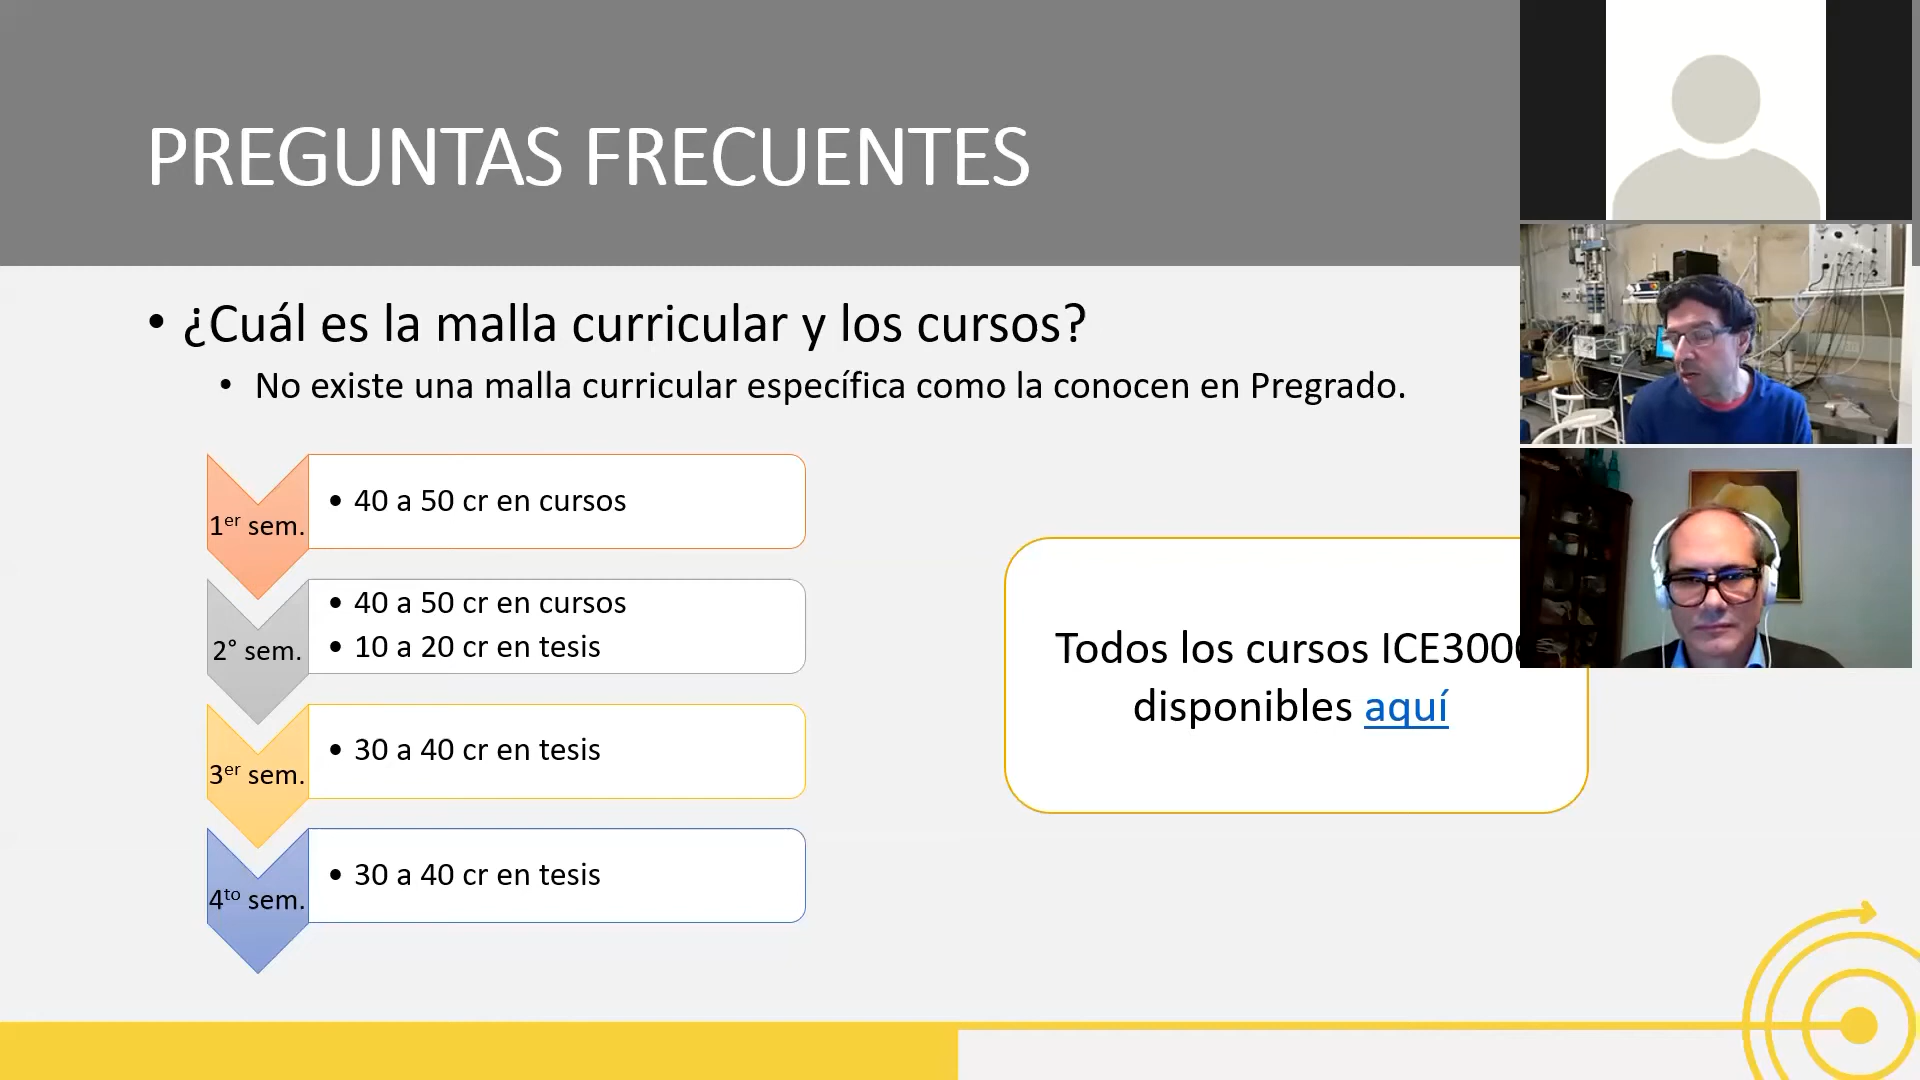 PREGUNTAS FRECUENTES
• ¿Cuál es la malla curricular y los cursos?
• No existe una malla curricular específica como la conocen en Pregrado.
1er sem.
• 40 a 50 cr en cursos
2° sem.
• 40 a 50 cr en cursos
• 10 a 20 cr en tesis
3er sem.
• 30 a 40 cr en tesis
4to sem.
• 30 a 40 cr en tesis
Todos los cursos ICE3000
disponibles aquí